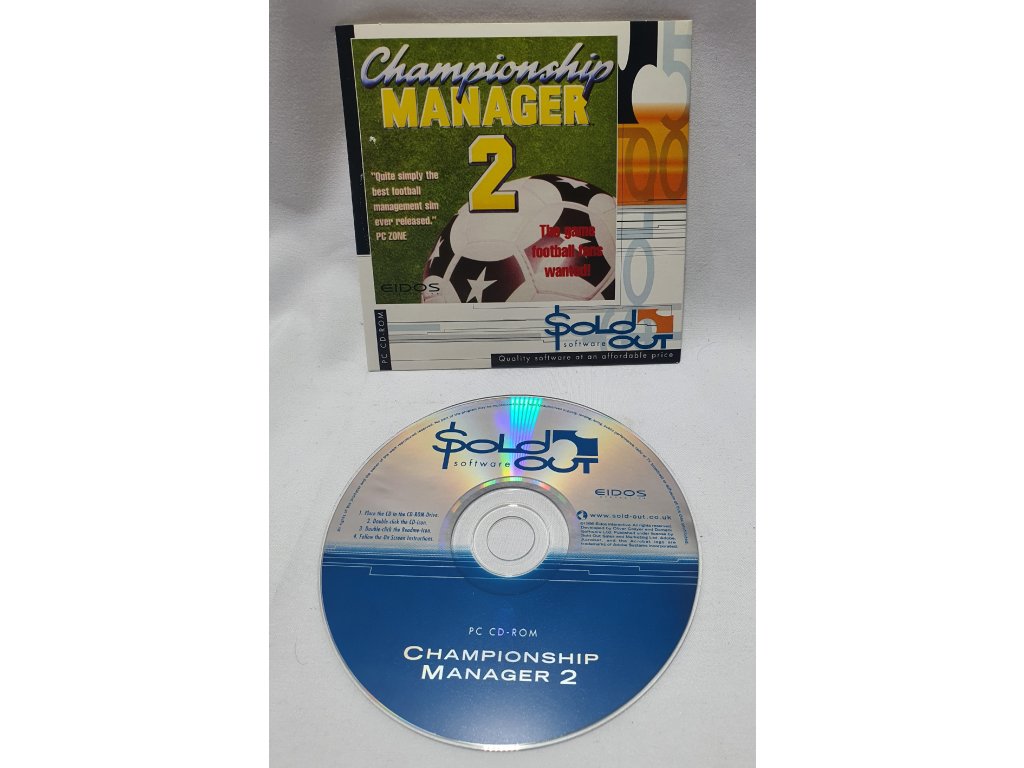 Championship
MANAGER
2
"Quite simply the
best football
management sim
ever released."
PC ZONE
The game
football fans
wanted!
EIDOS
PC CD-ROM
SOLD
software OUT
Quality software at an affordable price
SOLD
software OUT
EIDOS
1. Place the CD in the CD-ROM Drive.
2. Double-click the CD-icon.
3. Double-click the Readme-icon.
4. Follow the On Screen Instructions.
www.sold-out.co.uk
PC CD-ROM
CHAMPIONSHIP
MANAGER 2